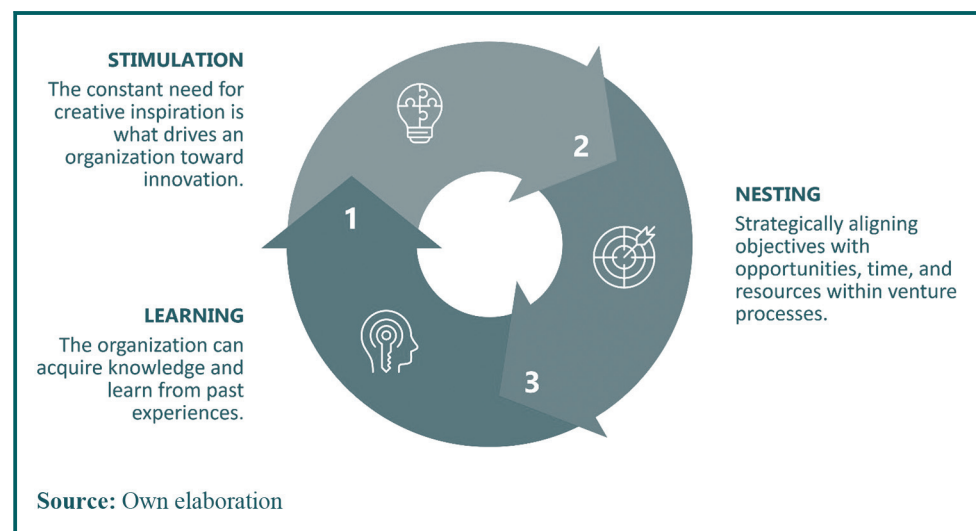 STIMULATION
The constant need for
creative inspiration is
what drives an
organization toward
innovation.
2
NESTING
Strategically aligning
objectives with
opportunities, time, and
resources within venture
processes.
1
LEARNING
The organization can
acquire knowledge and
learn from past
experiences.
3
Source: Own elaboration